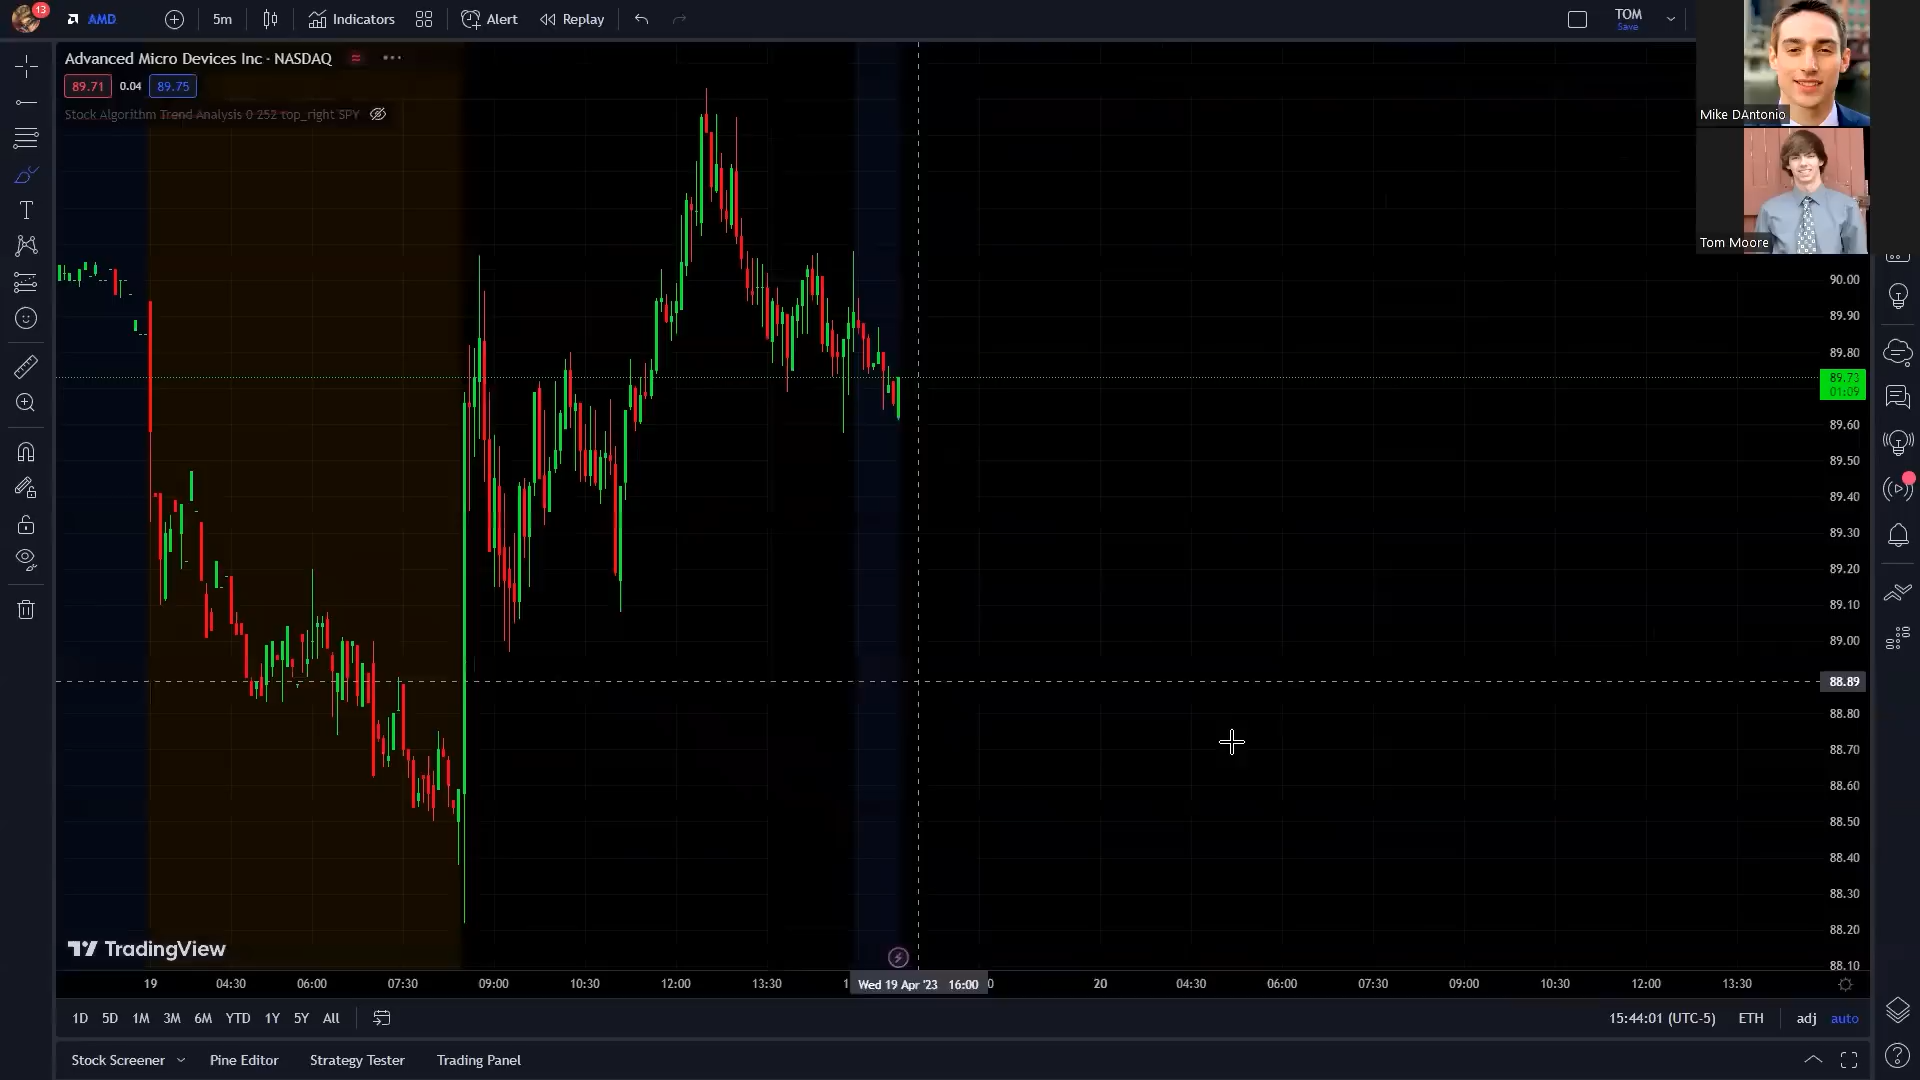 13
AMD
5m
Indicators
Alert
Replay
TOM
Save
Advanced Micro Devices Inc · NASDAQ
89.71
0.04
89.75
Stock Algorithm Trend Analysis 0 252 top_right SPY
Mike DAntonio
Tom Moore
90.00
89.90
89.80
89.73
01:09
89.60
89.50
89.40
89.30
89.20
89.10
89.00
88.89
88.80
88.70
88.60
88.50
88.40
88.30
88.20
88.10
TradingView
19
04:30
06:00
07:30
09:00
10:30
12:00
13:30
1
Wed 19 Apr '23 16:00
0
20
04:30
06:00
07:30
09:00
10:30
12:00
13:30
1D 5D 1M 3M 6M YTD 1Y 5Y All
15:44:01 (UTC-5)
ETH
adj
auto
Stock Screener
Pine Editor
Strategy Tester
Trading Panel